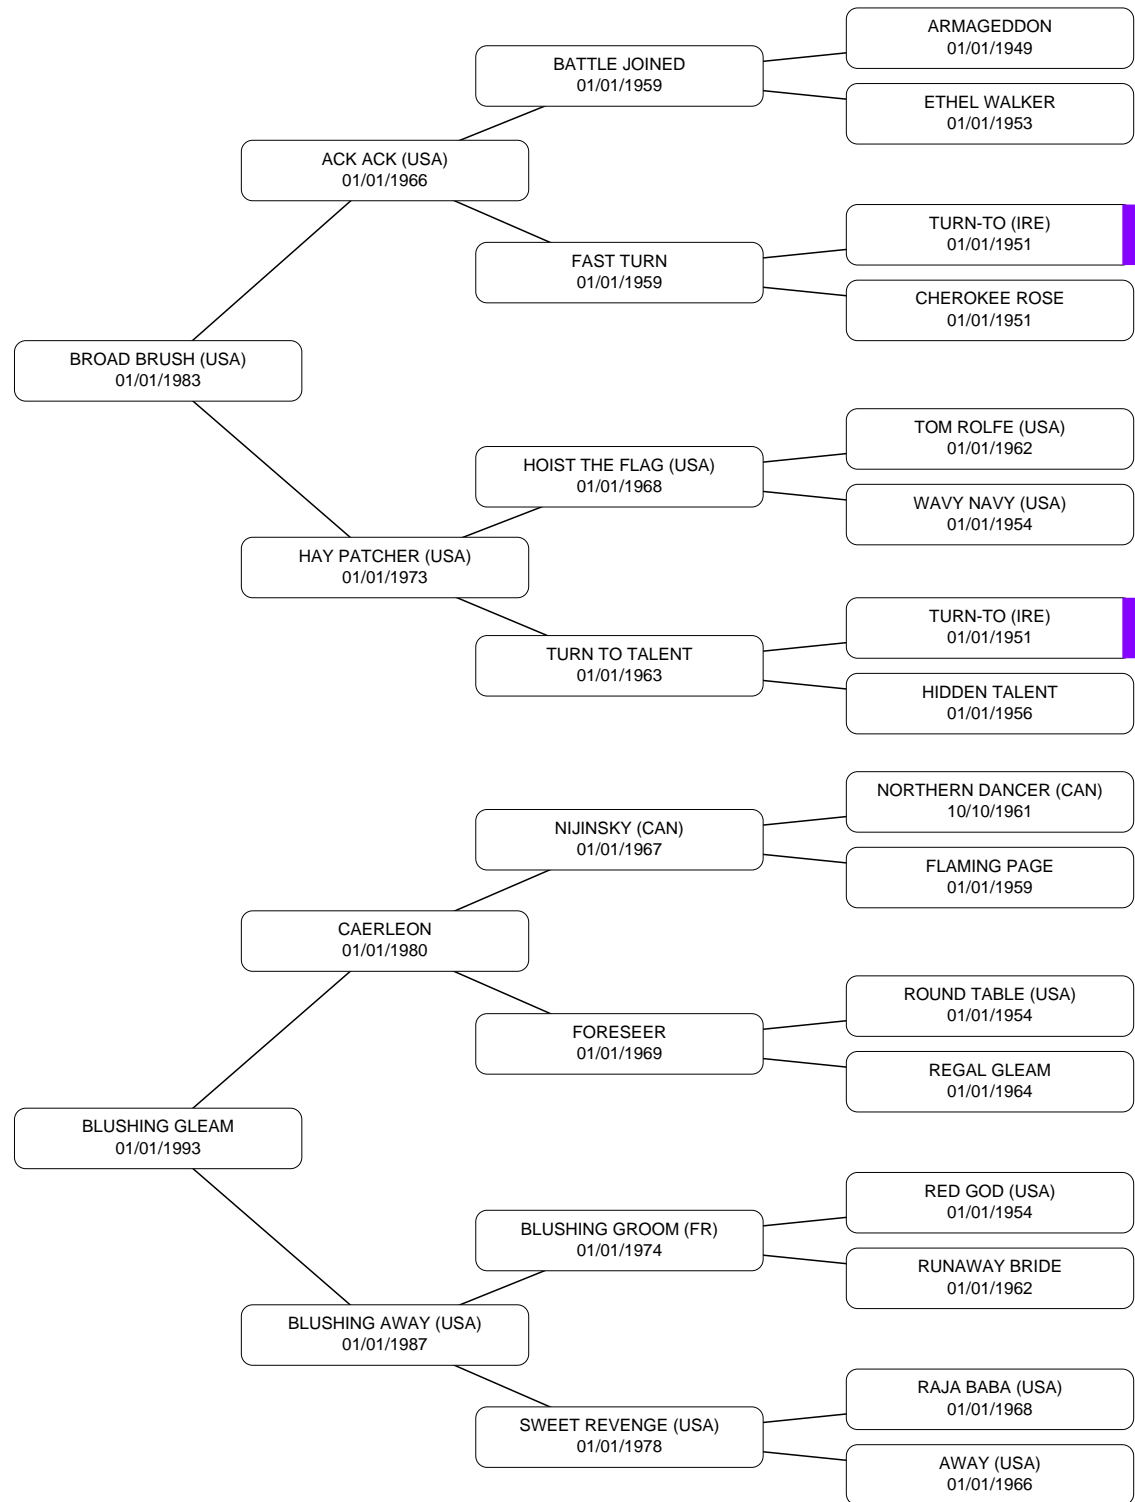 ARMAGEDDON
01/01/1949
BATTLE JOINED
01/01/1959
ETHEL WALKER
01/01/1953
ACK ACK (USA)
01/01/1966
TURN-TO (IRE)
01/01/1951
FAST TURN
01/01/1959
CHEROKEE ROSE
01/01/1951
BROAD BRUSH (USA)
01/01/1983
TOM ROLFE (USA)
01/01/1962
HOIST THE FLAG (USA)
01/01/1968
WAVY NAVY (USA)
01/01/1954
HAY PATCHER (USA)
01/01/1973
TURN-TO (IRE)
01/01/1951
TURN TO TALENT
01/01/1963
HIDDEN TALENT
01/01/1956
NORTHERN DANCER (CAN)
10/10/1961
NIJINSKY (CAN)
01/01/1967
FLAMING PAGE
01/01/1959
CAERLEON
01/01/1980
ROUND TABLE (USA)
01/01/1954
FORESEER
01/01/1969
REGAL GLEAM
01/01/1964
BLUSHING GLEAM
01/01/1993
RED GOD (USA)
01/01/1954
BLUSHING GROOM (FR)
01/01/1974
RUNAWAY BRIDE
01/01/1962
BLUSHING AWAY (USA)
01/01/1987
RAJA BABA (USA)
01/01/1968
SWEET REVENGE (USA)
01/01/1978
AWAY (USA)
01/01/1966